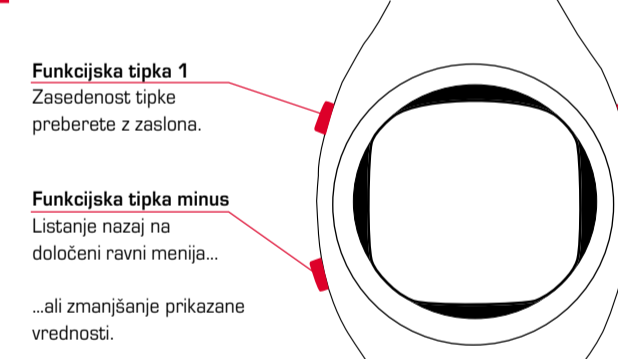 Funkcijska tipka 1
Zasedenost tipke
preberete z zaslona.
Funkcijska tipka minus
Listanje nazaj na
določeni ravni menija...
...ali zmanjšanje prikazane
vrednosti.